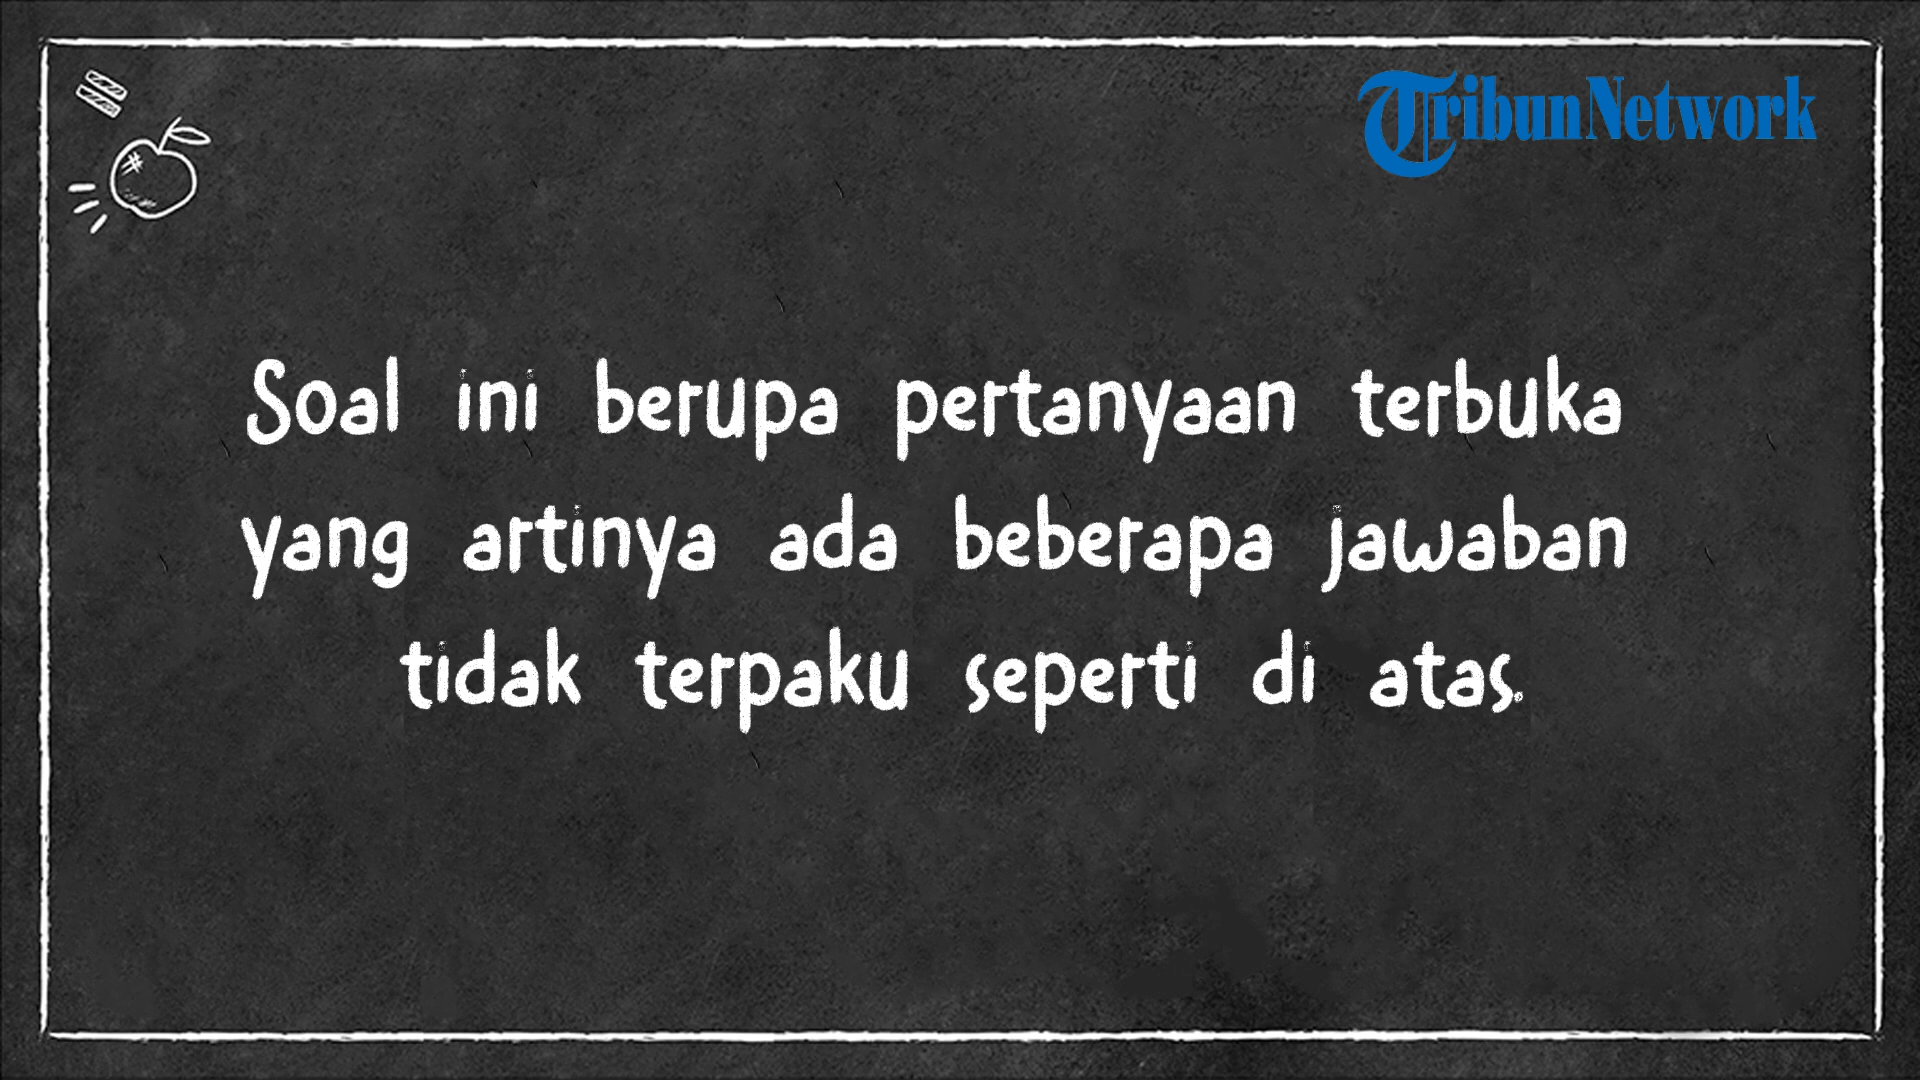 TribunNetwork
Soal ini berupa pertanyaan terbuka
yang artinya ada beberapa jawaban
tidak terpaku seperti di atas.